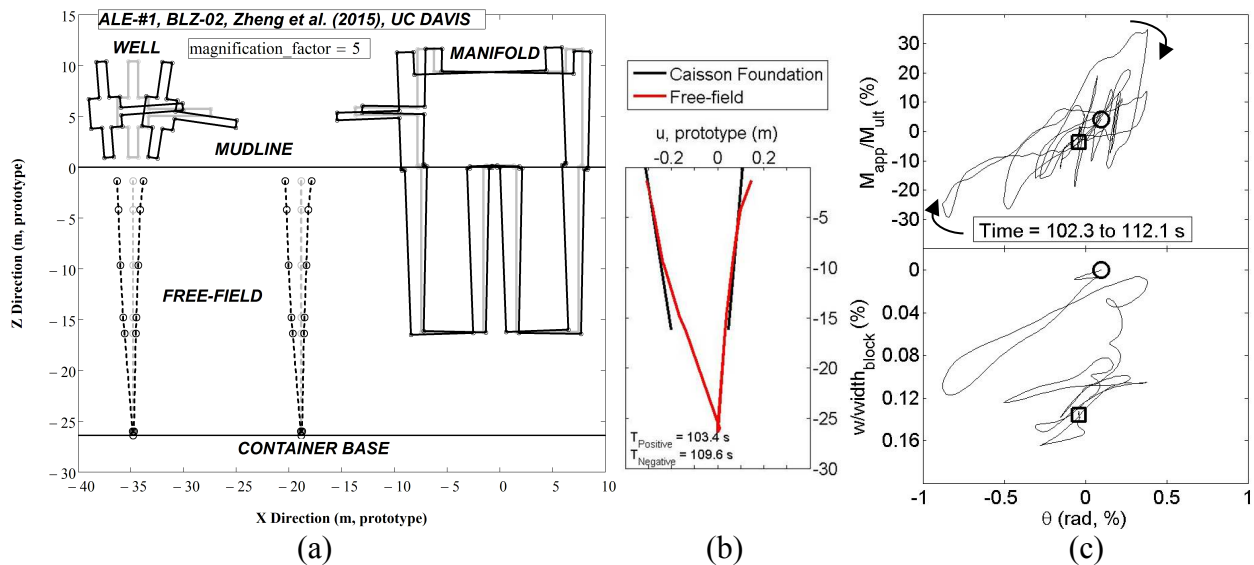 ALE-#1, BLZ-02, Zheng et al. (2015), UC DAVIS
magnification_factor = 5
WELL
MANIFOLD
MUDLINE
FREE-FIELD
CONTAINER BASE
15
10
5
0
− 5
− 10
− 15
− 20
− 25
− 30
Z Direction (m, prototype)
− 40
− 35
− 30
− 25
− 20
− 15
− 10
− 5
0
5
10
X Direction (m, prototype)
(a)
Caisson Foundation
Free-field
u, prototype (m)
-0.2
0
0.2
-5
-10
-15
-20
-25
-30
T_Positive = 103.4 s
T_Negative = 109.6 s
(b)
30
20
10
0
-10
-20
-30
M_app/M_ult (%)
Time = 102.3 to 112.1 s
0
0.04
0.08
0.12
0.16
w/width_block (%)
-1
-0.5
0
0.5
1
θ (rad, %)
(c)